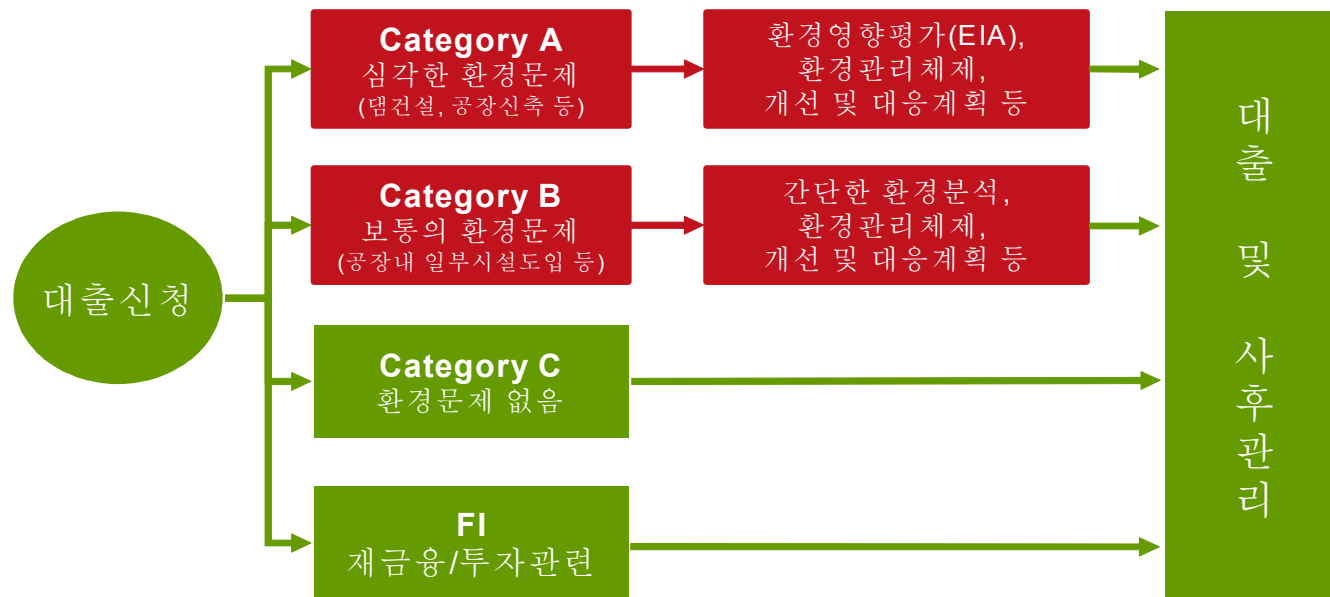 대출신청
Category A
심각한 환경문제
(댐건설, 공장신축 등)
환경영향평가(EIA),
환경관리체제,
개선 및 대응계획 등
Category B
보통의 환경문제
(공장내 일부시설도입 등)
간단한 환경분석,
환경관리체제,
개선 및 대응계획 등
Category C
환경문제 없음
FI
재금융/투자관련
대출 및 사후관리